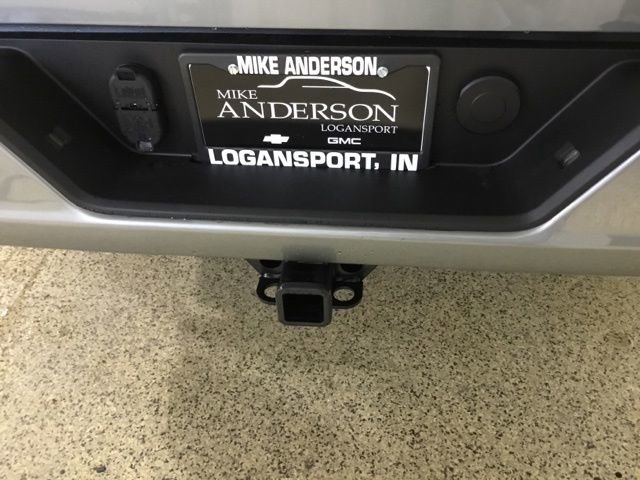 MIKE ANDERSON
MIKE
ANDERSON
LOGANSPORT
GMC
LOGANSPORT, IN